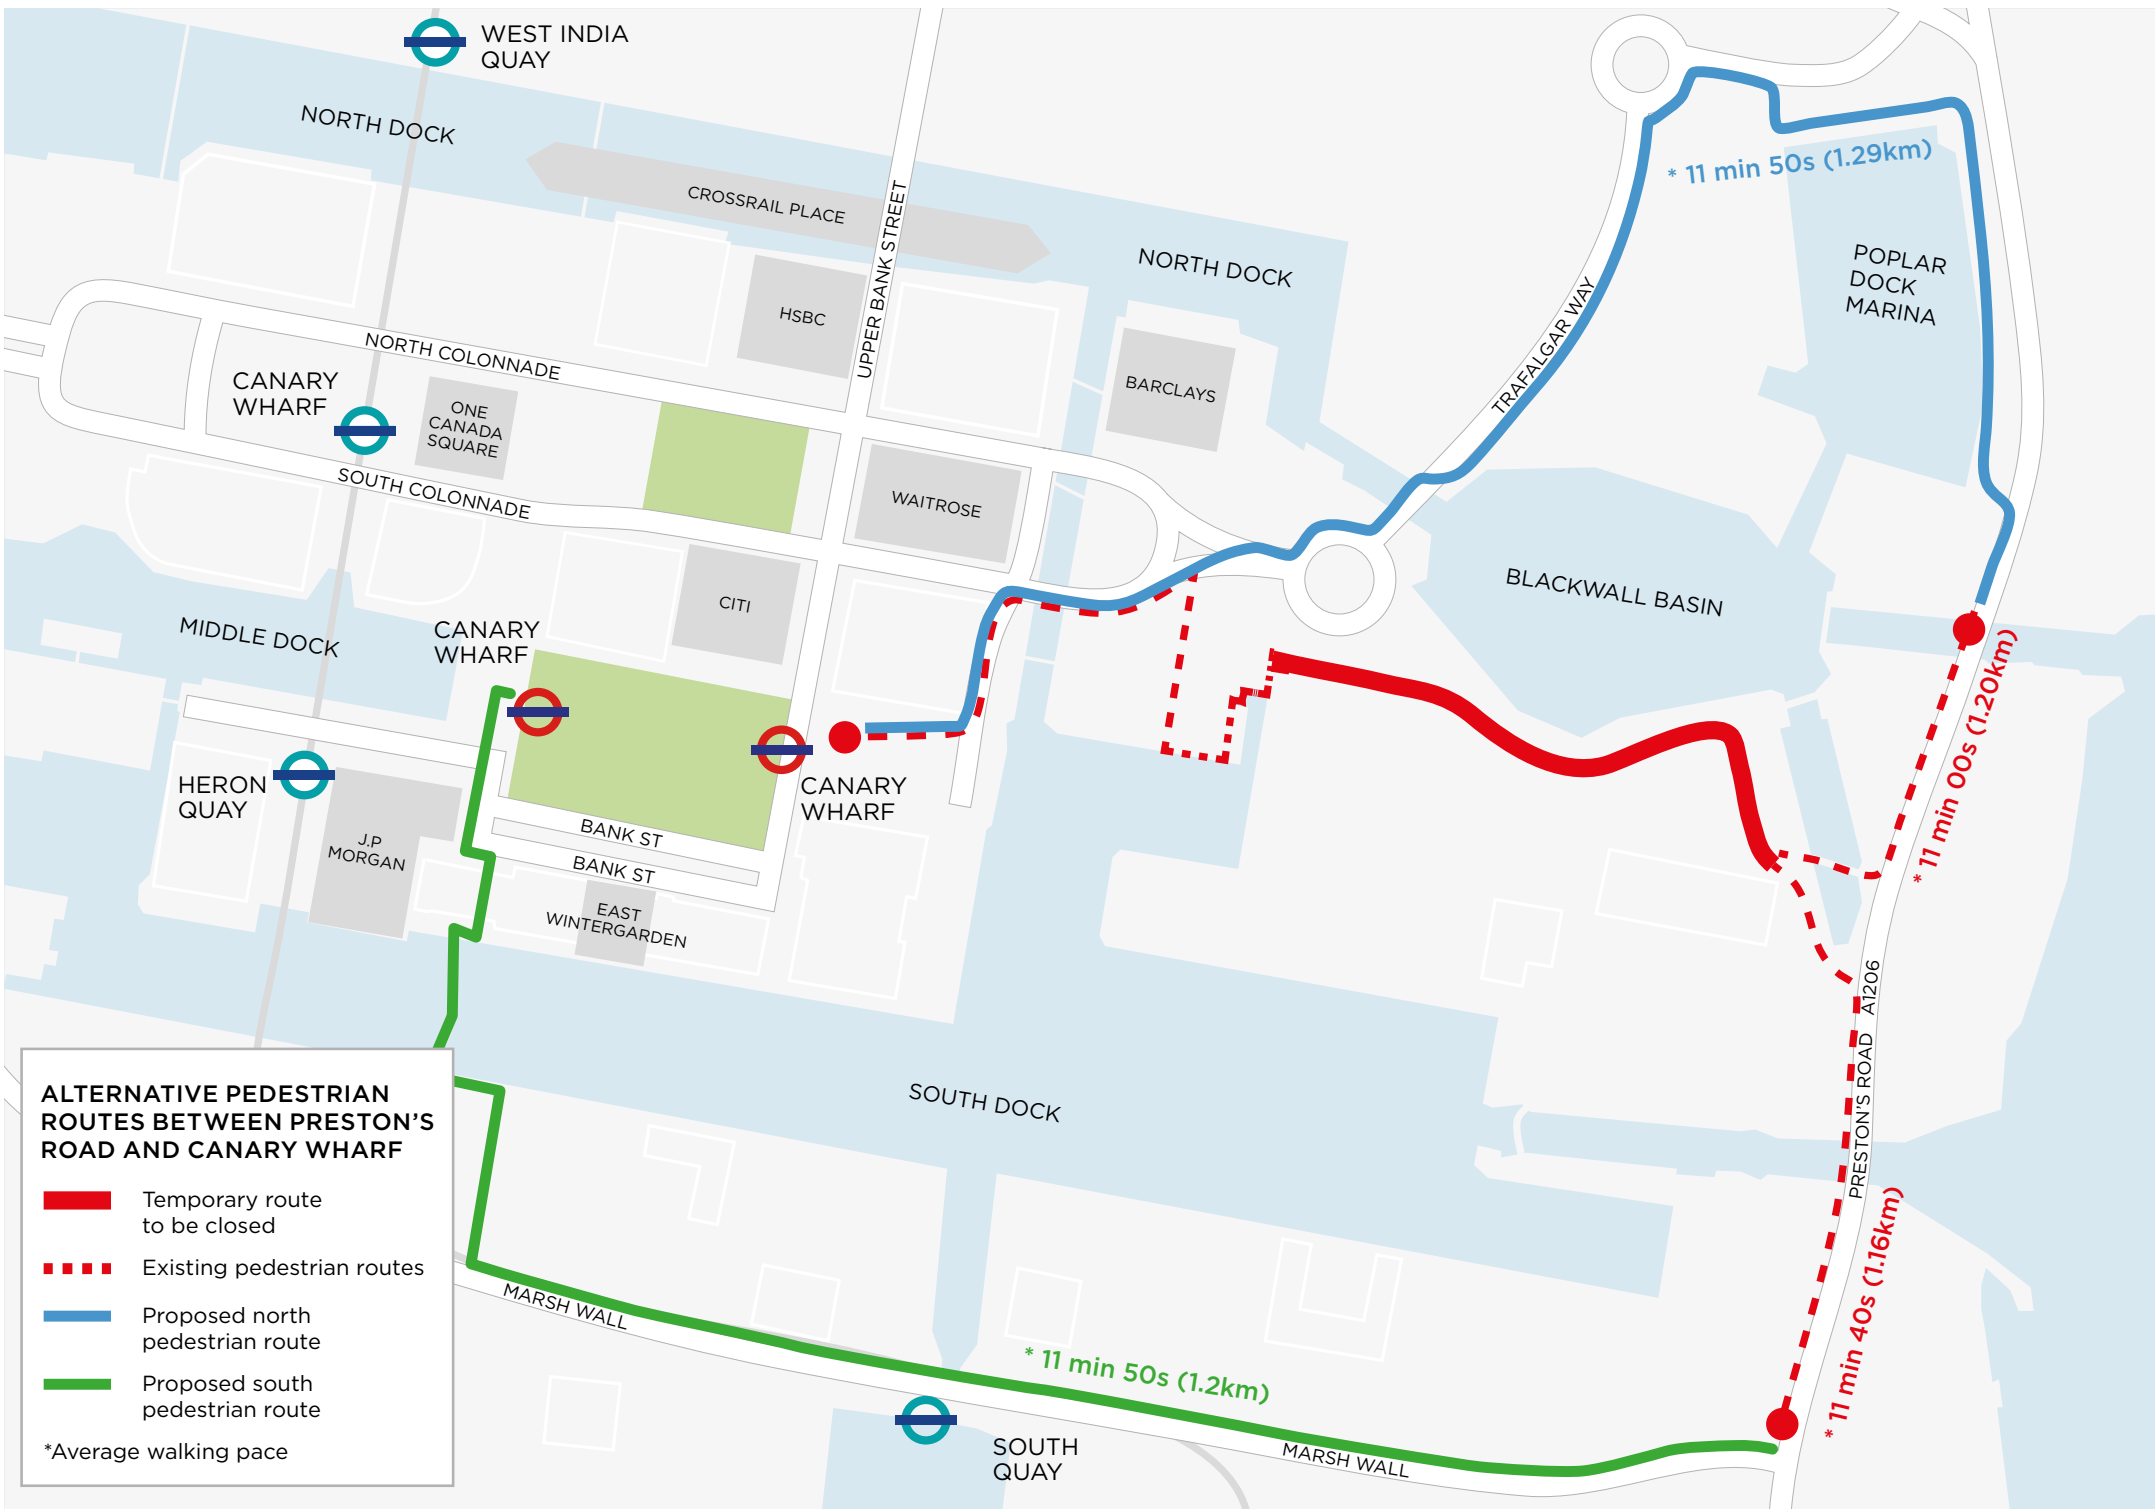 WEST INDIA
QUAY
NORTH DOCK
CROSSRAIL PLACE
UPPER BANK STREET
NORTH DOCK
* 11 min 50s (1.29km)
POPLAR
DOCK
MARINA
HSBC
TRAFALGAR WAY
NORTH COLONNADE
CANARY
WHARF
ONE
CANADA
SQUARE
BARCLAYS
SOUTH COLONNADE
WAITROSE
BLACKWALL BASIN
CITI
MIDDLE DOCK
CANARY
WHARF
* 11 min 00s (1.20km)
HERON
QUAY
CANARY
WHARF
J.P
MORGAN
BANK ST
BANK ST
EAST
WINTERGARDEN
PRESTON'S ROAD A1206
SOUTH DOCK
ALTERNATIVE PEDESTRIAN
ROUTES BETWEEN PRESTON'S
ROAD AND CANARY WHARF
Temporary route
to be closed
Existing pedestrian routes
Proposed north
pedestrian route
Proposed south
pedestrian route
*Average walking pace
MARSH WALL
* 11 min 50s (1.2km)
* 11 min 40s (1.16km)
SOUTH
QUAY
MARSH WALL